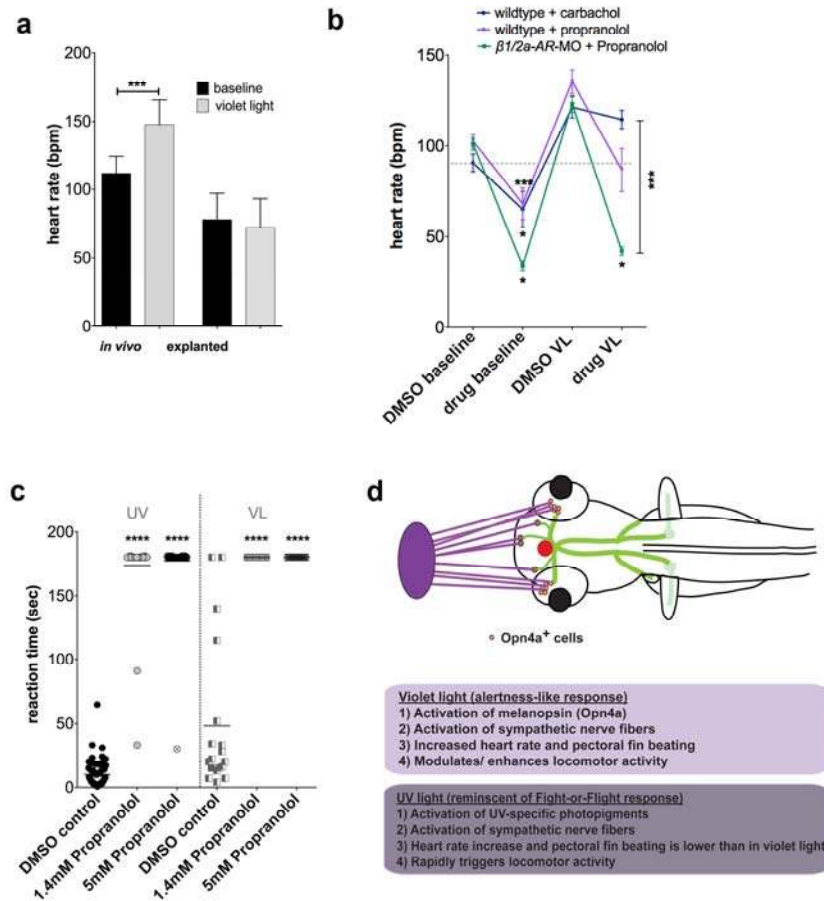 a
200
150
100
50
0
heart rate (bpm)
***
baseline
violet light
in vivo explanted
b
wildtype + carbachol
wildtype + propranolol
β1/2a-AR-MO + Propranolol
150
100
50
0
heart rate (bpm)
***
*
*
*
***
DMSO baseline
drug baseline
DMSO VL
drug VL
c
UV VL
**** **** **** ****
200
180
100
50
0
reaction time (sec)
DMSO control
1.4mM Propranolol
5mM Propranolol
DMSO control
1.4mM Propranolol
5mM Propranolol
d
Opn4a+ cells
Violet light (alertness-like response)
1) Activation of melanopsin (Opn4a)
2) Activation of sympathetic nerve fibers
3) Increased heart rate and pectoral fin beating
4) Modulates/ enhances locomotor activity
UV light (reminscent of Fight-or-Flight response)
1) Activation of UV-specific photopigments
2) Activation of sympathetic nerve fibers
3) Heart rate increase and pectoral fin beating is lower than in violet light
4) Rapidly triggers locomotor activity